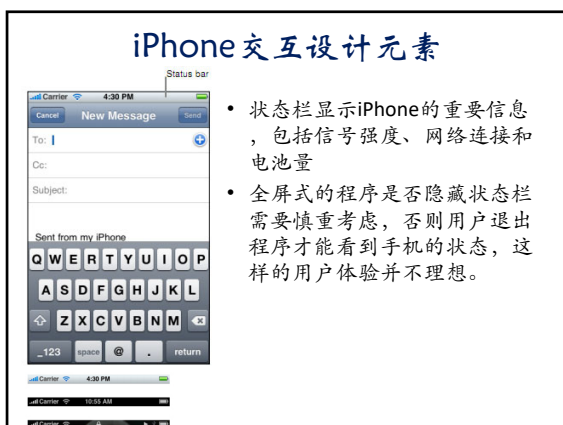 iPhone交互设计元素
Status bar
Carrier 4:30 PM
Cancel New Message Send
To:
Cc:
Subject:
Sent from my iPhone
Q W E R T Y U I O P
A S D F G H J K L
Z X C V B N M
_123 space @ . return
Carrier 4:30 PM
Carrier 10:55 AM
Carrier
• 状态栏显示iPhone的重要信息
，包括信号强度、网络连接和
电池量
• 全屏式的程序是否隐藏状态栏
需要慎重考虑，否则用户退出
程序才能看到手机的状态，这
样的用户体验并不理想。